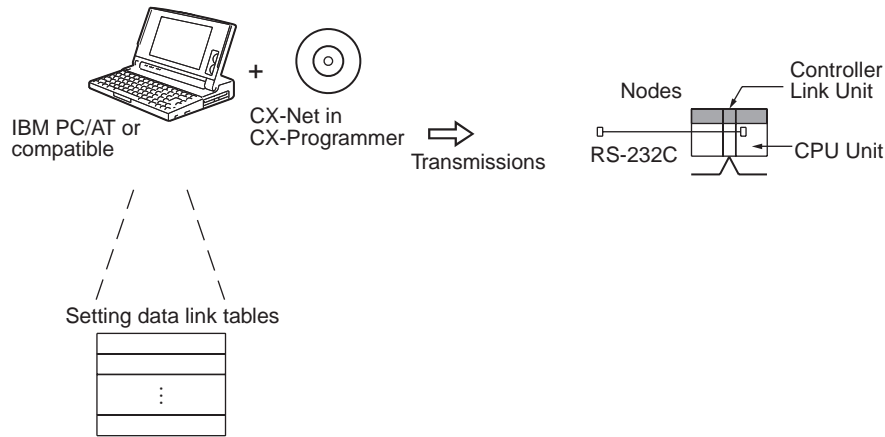 IBM PC/AT or
compatible
+
CX-Net in
CX-Programmer
Transmissions
Nodes
Controller
Link Unit
RS-232C
CPU Unit
Setting data link tables